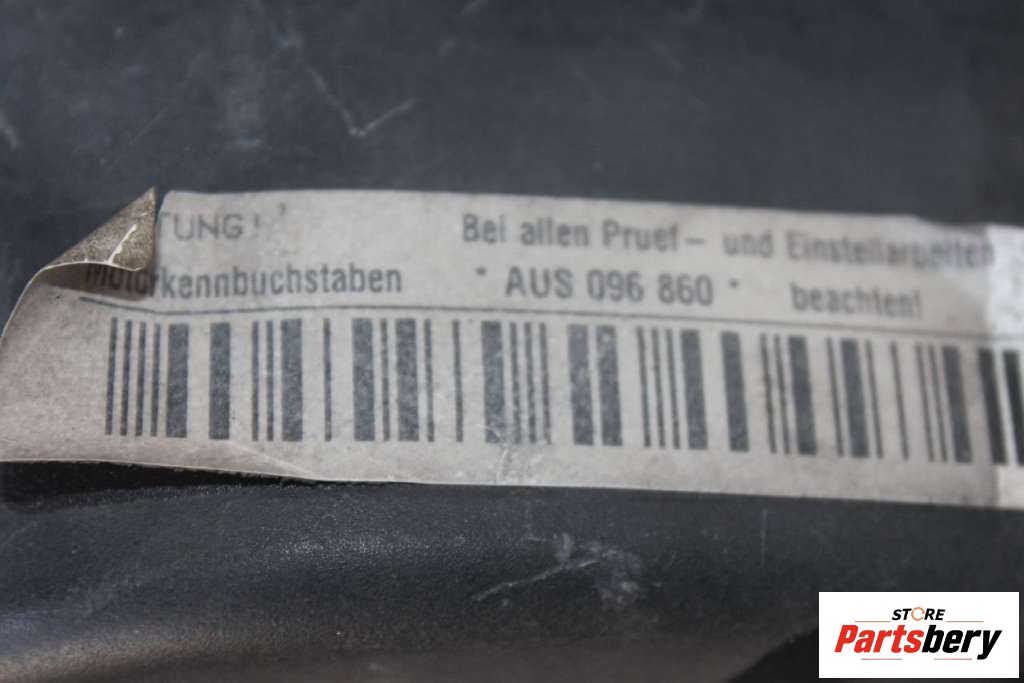 TUNG! Bei allen Pruef - und Einstellarbeiten
Motorkennbuchstaben * AUS 096 860 * beachten!
STORE
Partsbery